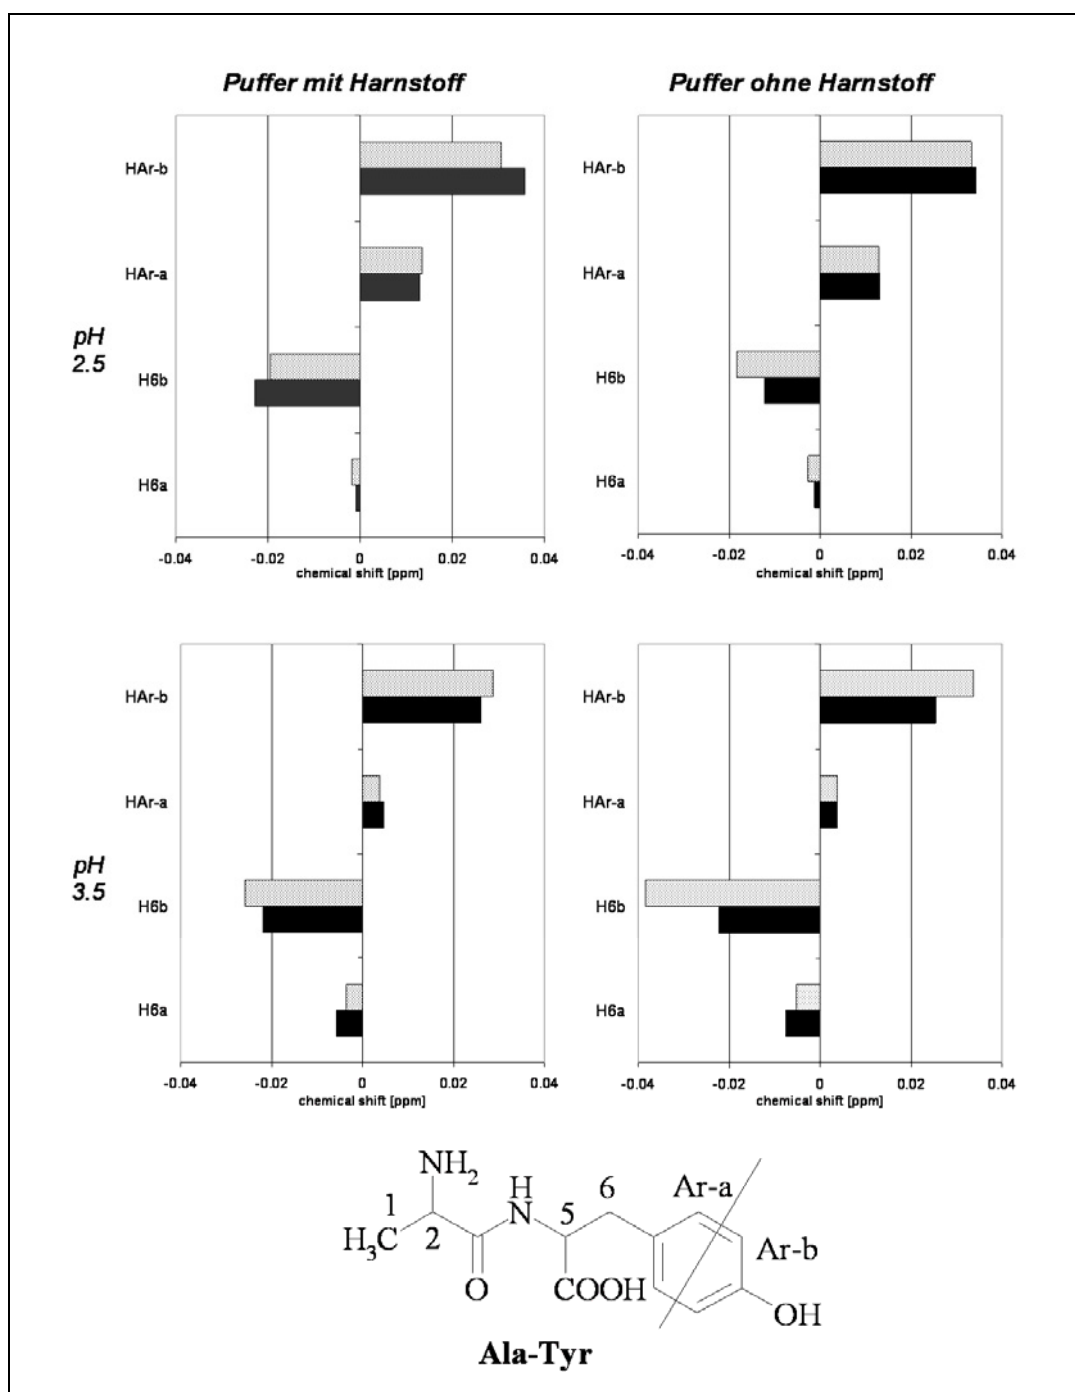 Puffer mit Harnstoff
Puffer ohne Harnstoff
pH
2.5
HAr-b
HAr-a
H6b
H6a
-0.04 -0.02 0 0.02 0.04
chemical shift [ppm]
HAr-b
HAr-a
H6b
H6a
-0.04 -0.02 0 0.02 0.04
chemical shift [ppm]
pH
3.5
HAr-b
HAr-a
H6b
H6a
-0.04 -0.02 0 0.02 0.04
chemical shift [ppm]
HAr-b
HAr-a
H6b
H6a
-0.04 -0.02 0 0.02 0.04
chemical shift [ppm]
NH2
H
N
1
2
5
6
Ar-a
Ar-b
H3C
O
COOH
OH
Ala-Tyr